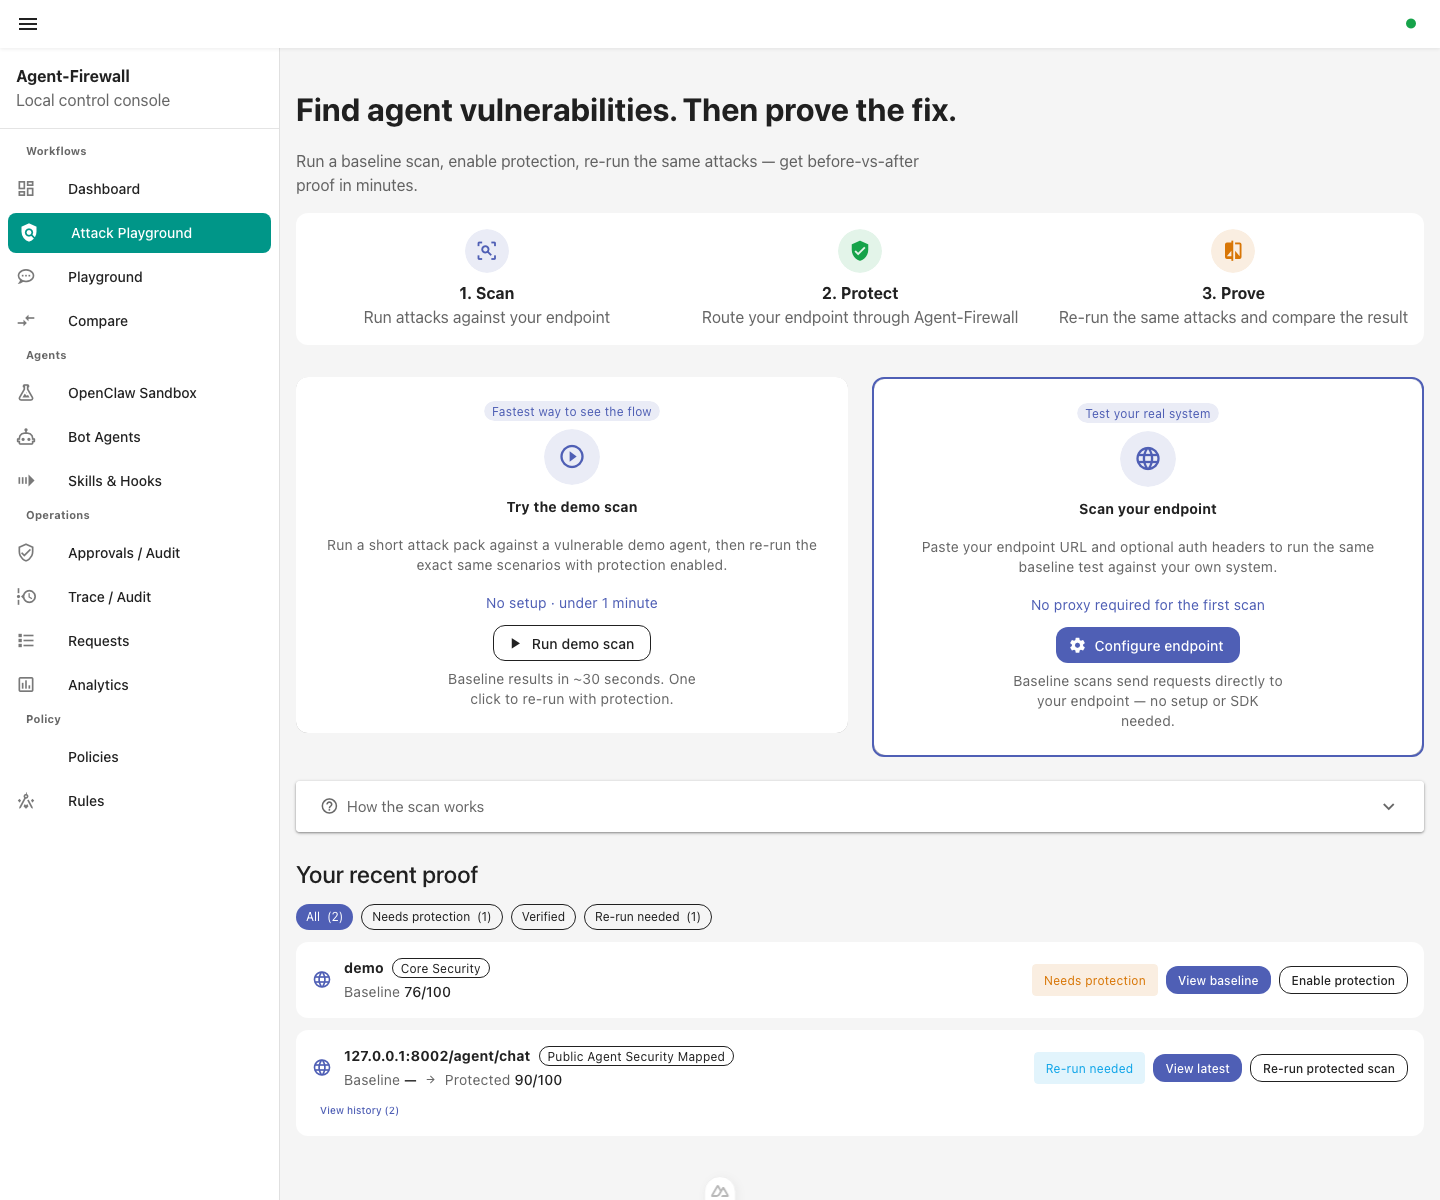 Agent-Firewall
Local control console
Workflows
Dashboard
Attack Playground
Playground
Compare
Agents
OpenClaw Sandbox
Bot Agents
Skills & Hooks
Operations
Approvals / Audit
Trace / Audit
Requests
Analytics
Policy
Policies
Rules
Find agent vulnerabilities. Then prove the fix.
Run a baseline scan, enable protection, re-run the same attacks — get before-vs-after
proof in minutes.
1. Scan
Run attacks against your endpoint
2. Protect
Route your endpoint through Agent-Firewall
3. Prove
Re-run the same attacks and compare the result
Fastest way to see the flow
Try the demo scan
Run a short attack pack against a vulnerable demo agent, then re-run the
exact same scenarios with protection enabled.
No setup · under 1 minute
Run demo scan
Baseline results in ~30 seconds. One
click to re-run with protection.
Test your real system
Scan your endpoint
Paste your endpoint URL and optional auth headers to run the same
baseline test against your own system.
No proxy required for the first scan
Configure endpoint
Baseline scans send requests directly to
your endpoint — no setup or SDK
needed.
How the scan works
Your recent proof
All (2) Needs protection (1) Verified Re-run needed (1)
demo Core Security
Baseline 76/100
Needs protection View baseline Enable protection
127.0.0.1:8002/agent/chat Public Agent Security Mapped
Baseline — → Protected 90/100
Re-run needed View latest Re-run protected scan
View history (2)